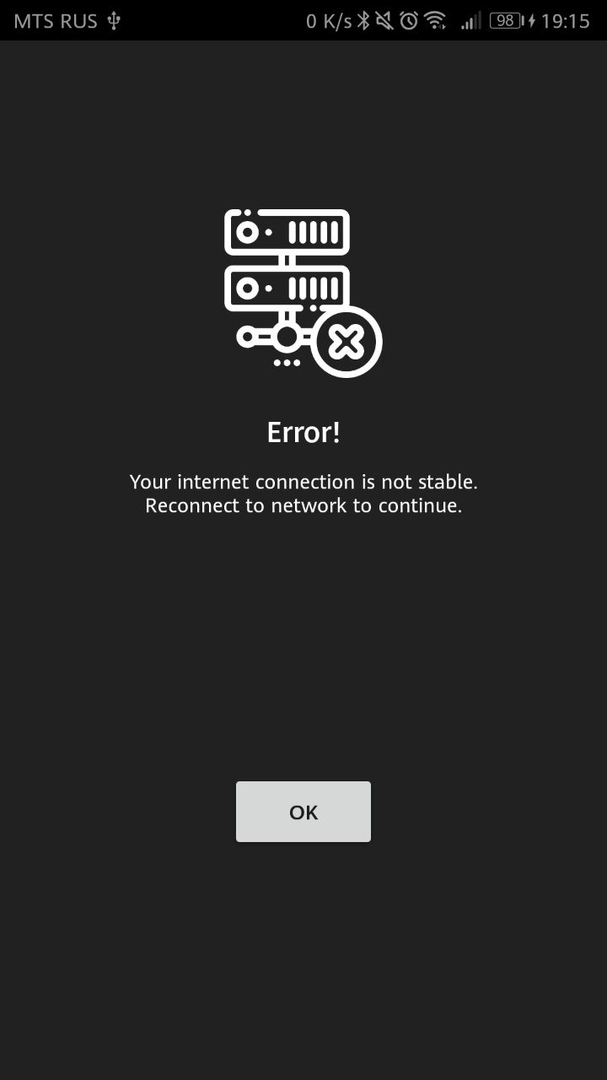 MTS RUS 0 K/s 98 19:15
Error!
Your internet connection is not stable.
Reconnect to network to continue.
OK